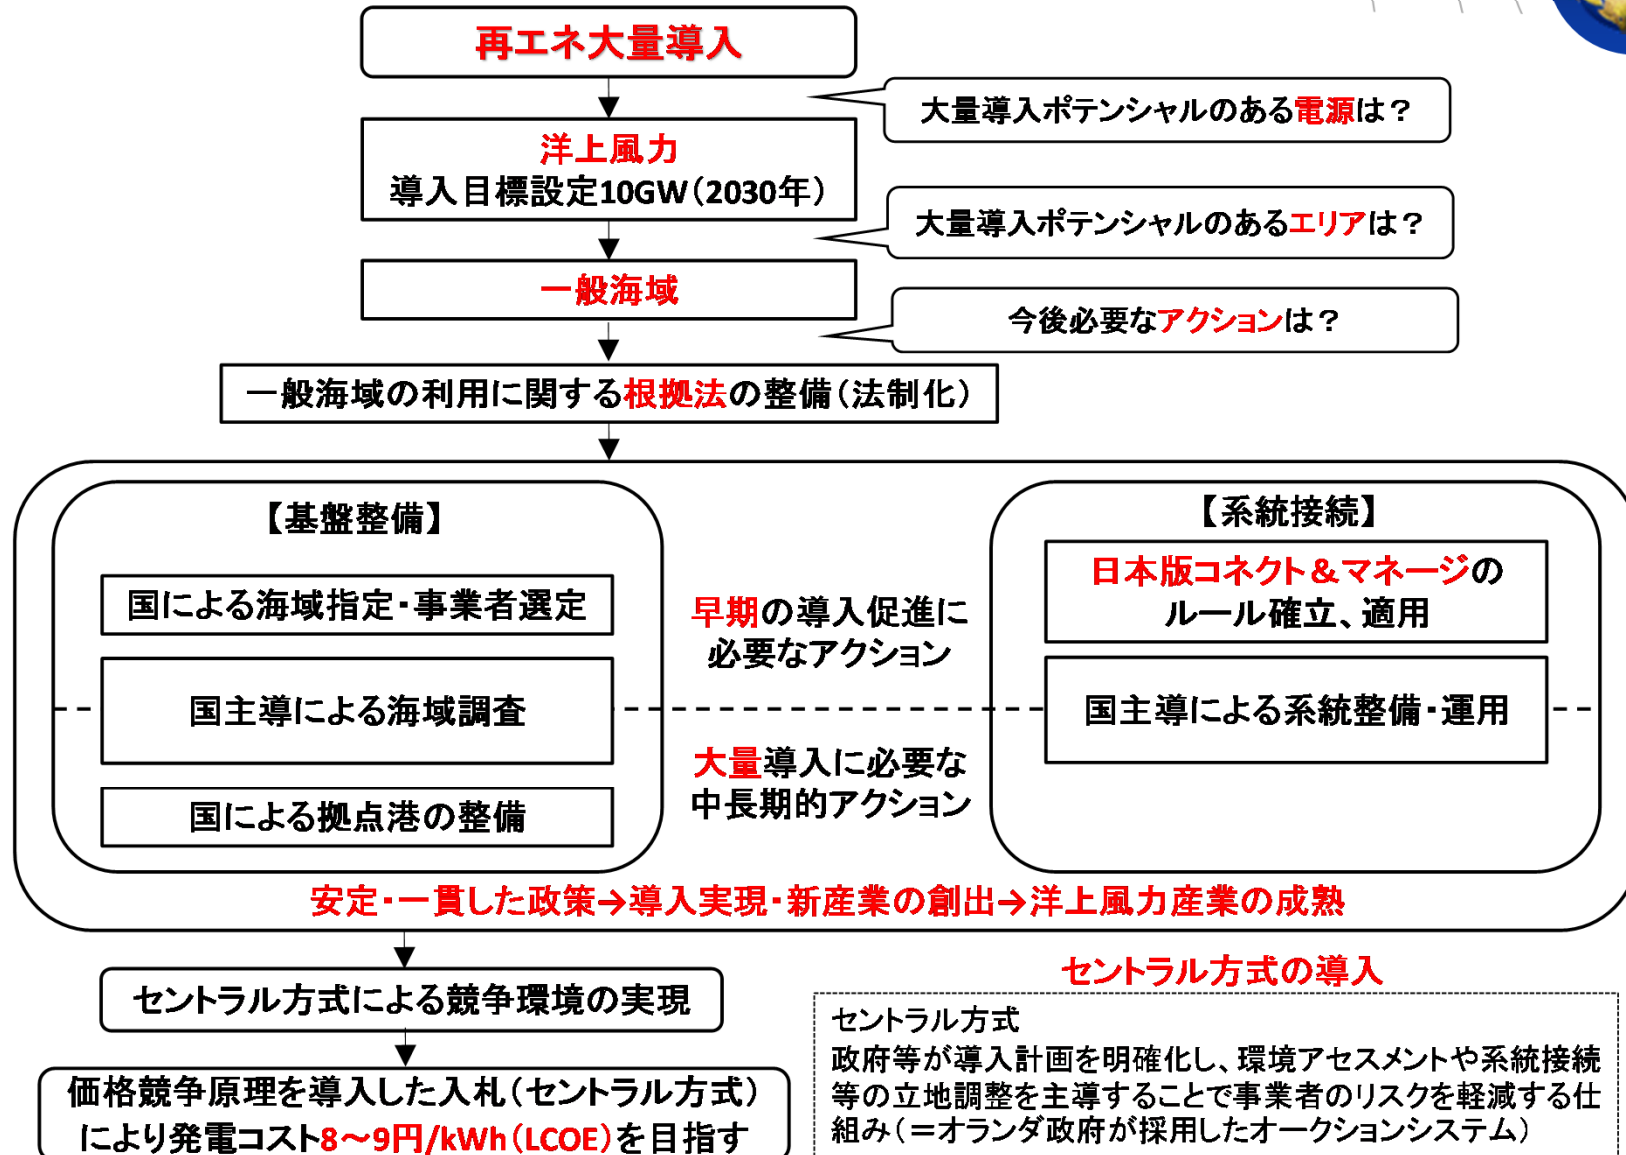 再エネ大量導入
大量導入ポテンシャルのある電源は？
洋上風力
導入目標設定10GW（2030年）
大量導入ポテンシャルのあるエリアは？
一般海域
今後必要なアクションは？
一般海域の利用に関する根拠法の整備（法制化）
【基盤整備】
国による海域指定・事業者選定
国主導による海域調査
国による拠点港の整備
早期の導入促進に
必要なアクション
大量導入に必要な
中長期的アクション
【系統接続】
日本版コネクト＆マネージの
ルール確立、適用
国主導による系統整備・運用
安定・一貫した政策→導入実現・新産業の創出→洋上風力産業の成熟
セントラル方式による競争環境の実現
価格競争原理を導入した入札（セントラル方式）
により発電コスト8～9円/kWh（LCOE）を目指す
セントラル方式の導入
セントラル方式
政府等が導入計画を明確化し、環境アセスメントや系統接続
等の立地調整を主導することで事業者のリスクを軽減する仕
組み（＝オランダ政府が採用したオークションシステム）